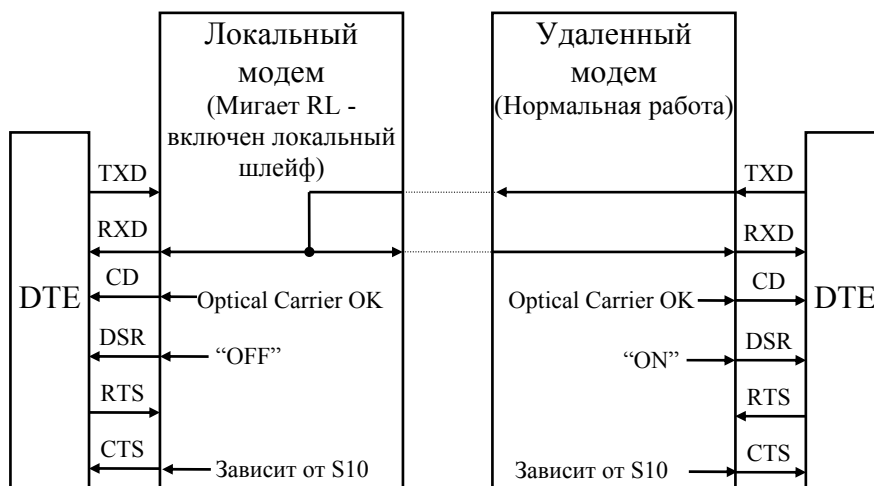 Локальный
модем
(Мигает RL -
включен локальный
шлейф)
Удаленный
модем
(Нормальная работа)
TXD
TXD
RXD
RXD
CD
Optical Carrier OK
Optical Carrier OK
CD
DTE
DTE
DSR
“OFF”
“ON”
DSR
RTS
RTS
CTS
Зависит от S10
Зависит от S10
CTS